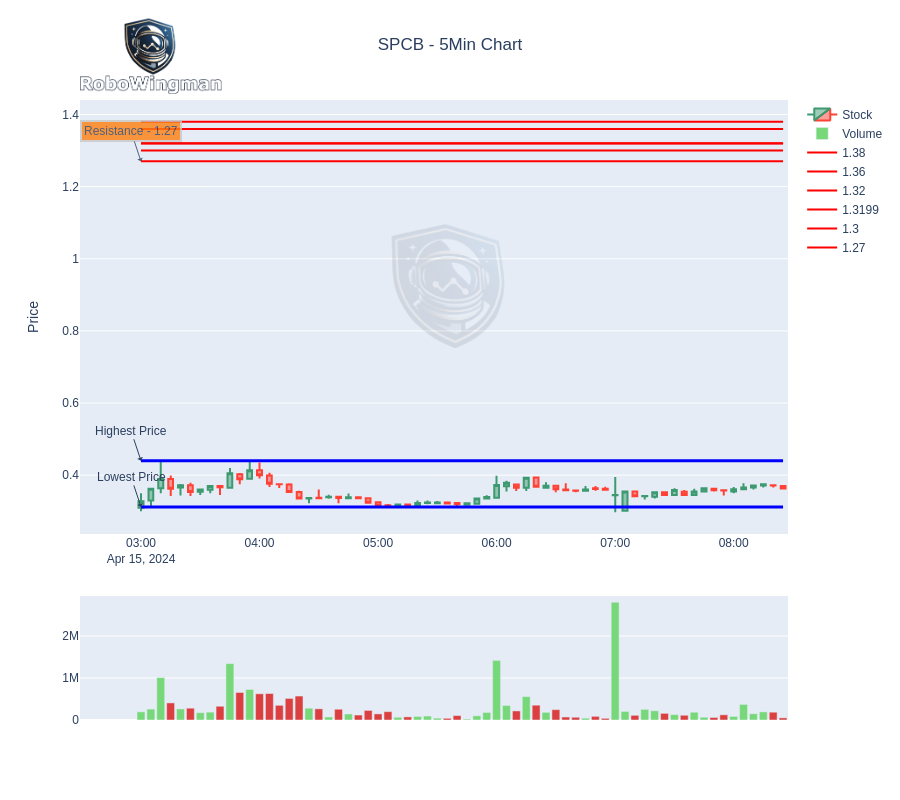 RoboWingman
SPCB - 5Min Chart
Price
1.4
1.2
1
0.8
0.6
0.4
Resistance - 1.27
Highest Price
Lowest Price
03:00
04:00
05:00
06:00
07:00
08:00
Apr 15, 2024
2M
1M
0
Stock
Volume
1.38
1.36
1.32
1.3199
1.3
1.27